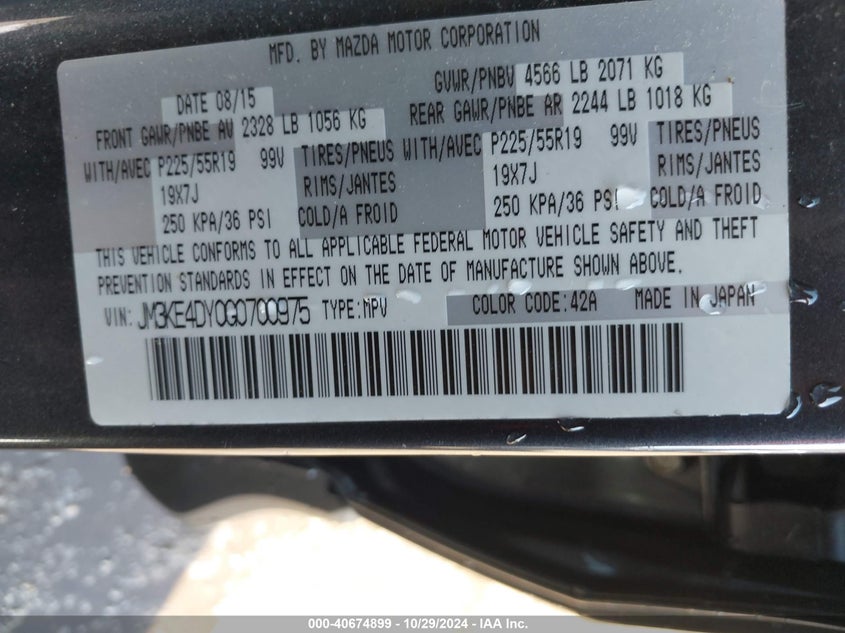 MFD. BY MAZDA MOTOR CORPORATION
DATE 08/15 GVWR/PNBV 4566 LB 2071 KG
FRONT GAWR/PNBE AV 2328 LB 1056 KG REAR GAWR/PNBE AR 2244 LB 1018 KG
WITH/AVEC P225/55R19 99V TIRES/PNEUS WITH/AVEC P225/55R19 99V TIRES/PNEUS
19X7J RIMS/JANTES 19X7J RIMS/JANTES
250 KPA/36 PSI COLD/A FROID 250 KPA/36 PSI COLD/A FROID
THIS VEHICLE CONFORMS TO ALL APPLICABLE FEDERAL MOTOR VEHICLE SAFETY AND THEFT
PREVENTION STANDARDS IN EFFECT ON THE DATE OF MANUFACTURE SHOWN ABOVE.
VIN: JM3KE4DY0G0700975 TYPE:MPV COLOR CODE:42A MADE IN JAPAN
000-40674899 - 10/29/2024 - IAA Inc.